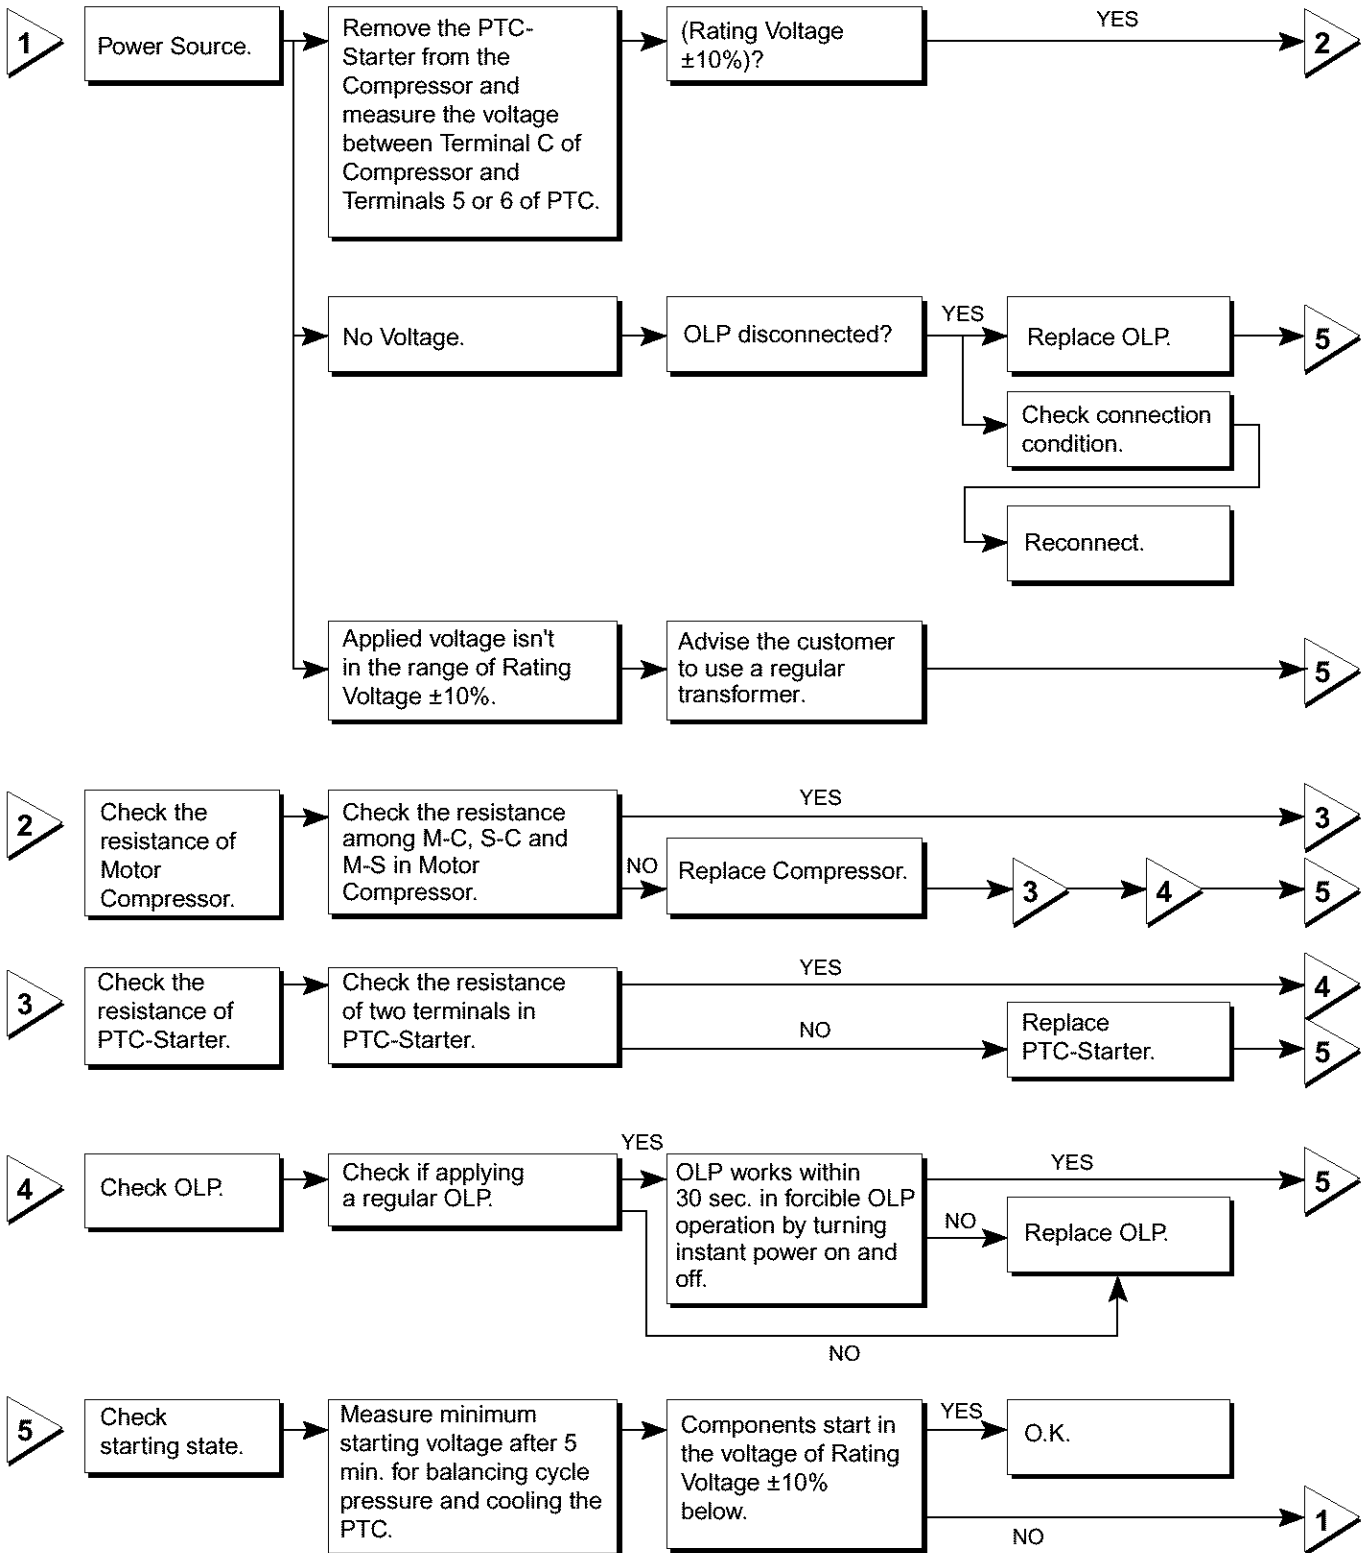 1
Power Source.
Remove the PTC-
Starter from the
Compressor and
measure the voltage
between Terminal C of
Compressor and
Terminals 5 or 6 of PTC.
(Rating Voltage
±10%)?
YES
2
No Voltage.
OLP disconnected?
YES
Replace OLP.
5
Check connection
condition.
Reconnect.
Applied voltage isn't
in the range of Rating
Voltage ±10%.
Advise the customer
to use a regular
transformer.
5
2
Check the
resistance of
Motor
Compressor.
Check the resistance
among M-C, S-C and
M-S in Motor
Compressor.
YES
3
NO
Replace Compressor.
3
4
5
3
Check the
resistance of
PTC-Starter.
Check the resistance
of two terminals in
PTC-Starter.
YES
4
NO
Replace
PTC-Starter.
5
4
Check OLP.
Check if applying
a regular OLP.
YES
OLP works within
30 sec. in forcible OLP
operation by turning
instant power on and
off.
YES
5
NO
Replace OLP.
NO
5
Check
starting state.
Measure minimum
starting voltage after 5
min. for balancing cycle
pressure and cooling the
PTC.
Components start in
the voltage of Rating
Voltage ±10%
below.
YES
O.K.
NO
1